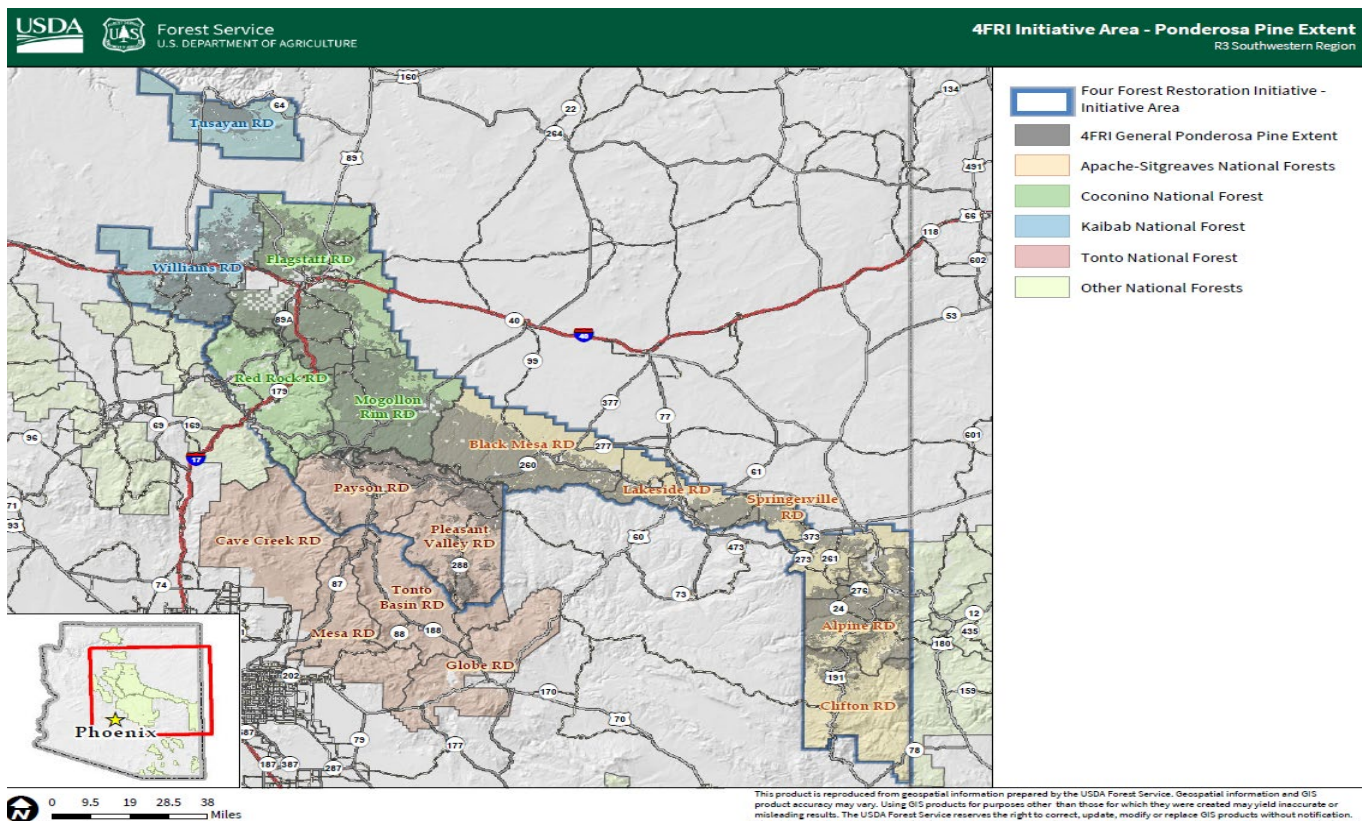 USDA
Forest Service
U.S. DEPARTMENT OF AGRICULTURE
UAS
4FRI Initiative Area - Ponderosa Pine Extent
R3 Southwestern Region
Four Forest Restoration Initiative -
Initiative Area
4FRI General Ponderosa Pine Extent
Apache-Sitgreaves National Forests
Coconino National Forest
Kaibab National Forest
Tonto National Forest
Other National Forests
160
134
64
22
Tusayan RD
264
89
491
66
118
Williams RD
Flagstaff RD
602
89A
40
40
53
99
Red Rock RD
179
Mogollon
Rim RD
377
77
69
169
96
Black Mesa RD
277
601
17
260
61
Payson RD
Lakeside RD
Springerville
RD
71
93
Cave Creek RD
Pleasant
Valley RD
60
373
473
273
261
288
74
87
Tonto
Basin RD
73
276
24
12
435
Mesa RD
88
188
Alpine RD
180
Globe RD
202
191
170
159
Clifton RD
70
Phoenix
79
177
78
587
187
387
287
N
0 9.5 19 28.5 38
Miles
This product is reproduced from geospatial information prepared by the USDA Forest Service. Geospatial information and GIS
product accuracy may vary. Using GIS products for purposes other than those for which they were created may yield inaccurate or
misleading results. The USDA Forest Service reserves the right to correct, update, modify or replace GIS products without notification.